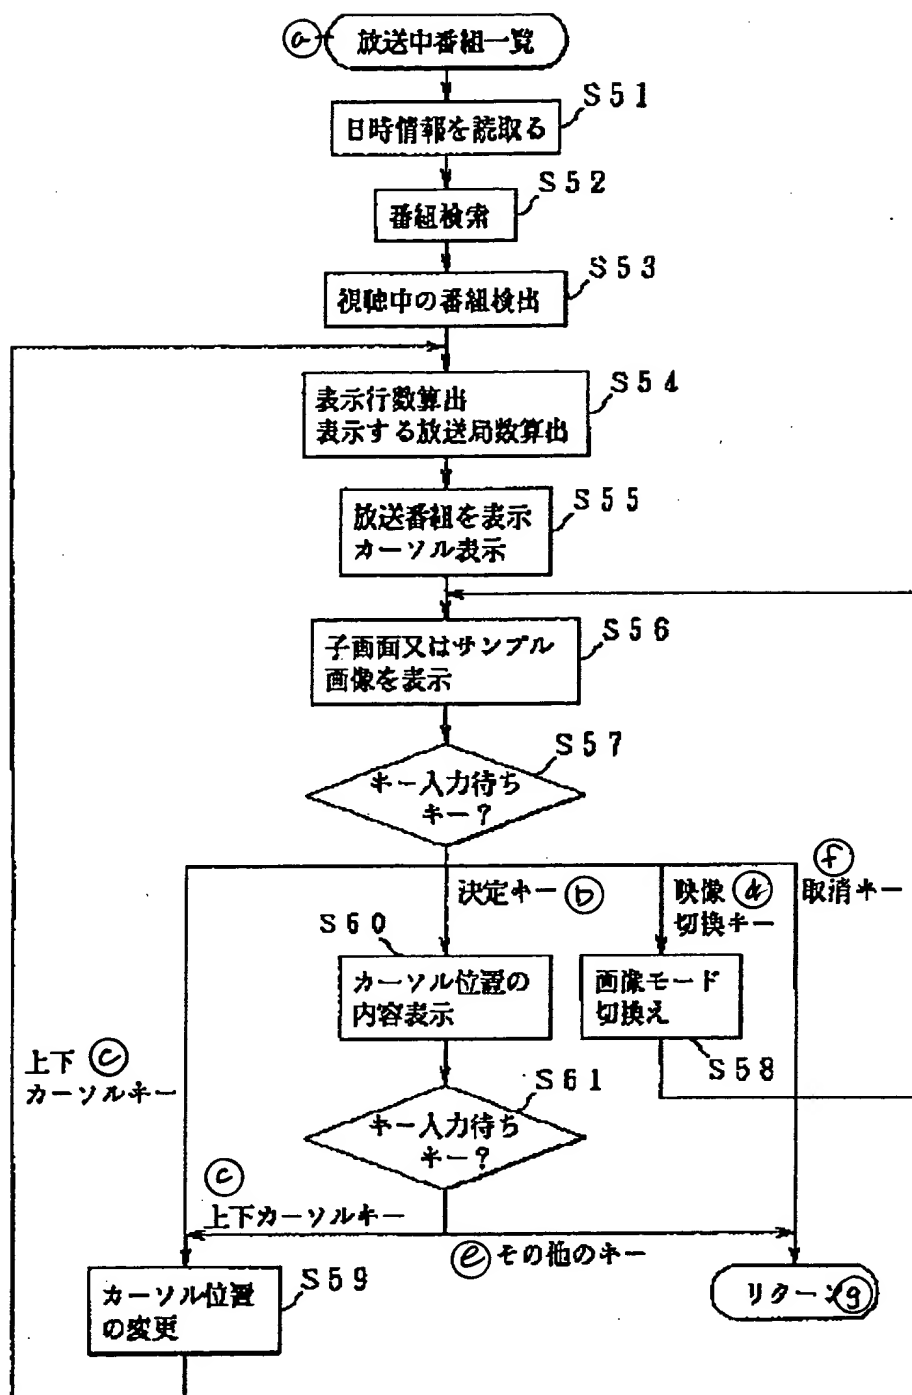 a 放送中番組一覧
S51
日時情報を読取る
S52
番組検索
S53
視聴中の番組検出
S54
表示行数算出
表示する放送局数算出
S55
放送番組を表示
カーソル表示
S56
子画面又はサンプル
画像を表示
S57
キー入力待ち
キー?
決定キー b
映像 d
切換キー
f
取消キー
S60
カーソル位置の
内容表示
画像モード
切換え
S58
上下 c
カーソルキー
S61
キー入力待ち
キー?
c
上下カーソルキー
e その他のキー
S59
カーソル位置
の変更
リターン g